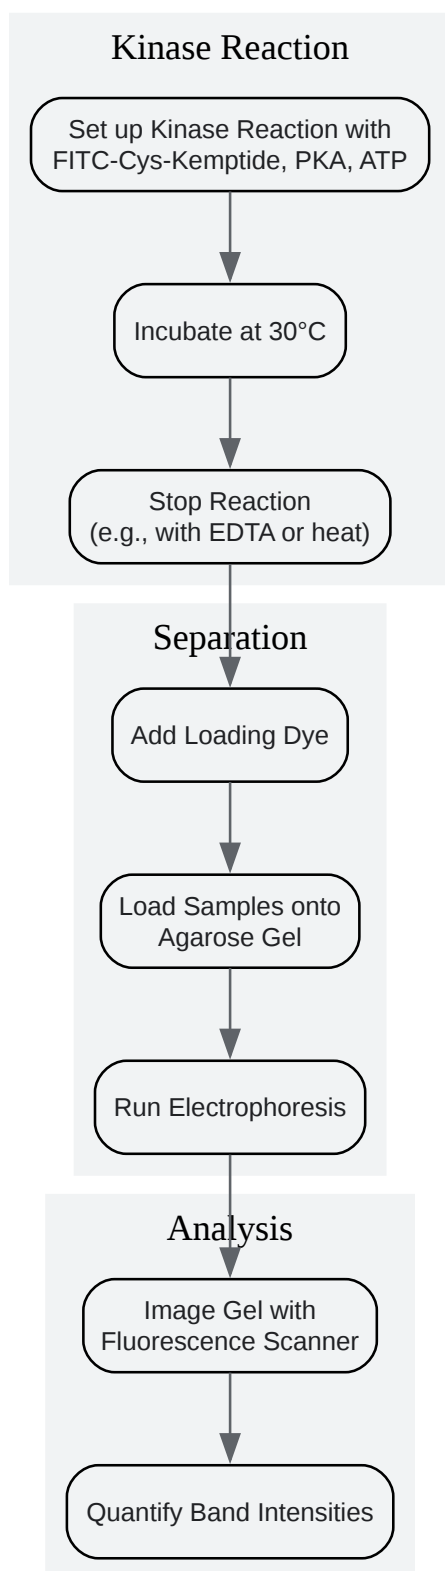 Kinase Reaction
Set up Kinase Reaction with
FITC-Cys-Kemptide, PKA, ATP
Incubate at 30°C
Stop Reaction
(e.g., with EDTA or heat)
Separation
Add Loading Dye
Load Samples onto
Agarose Gel
Run Electrophoresis
Analysis
Image Gel with
Fluorescence Scanner
Quantify Band Intensities